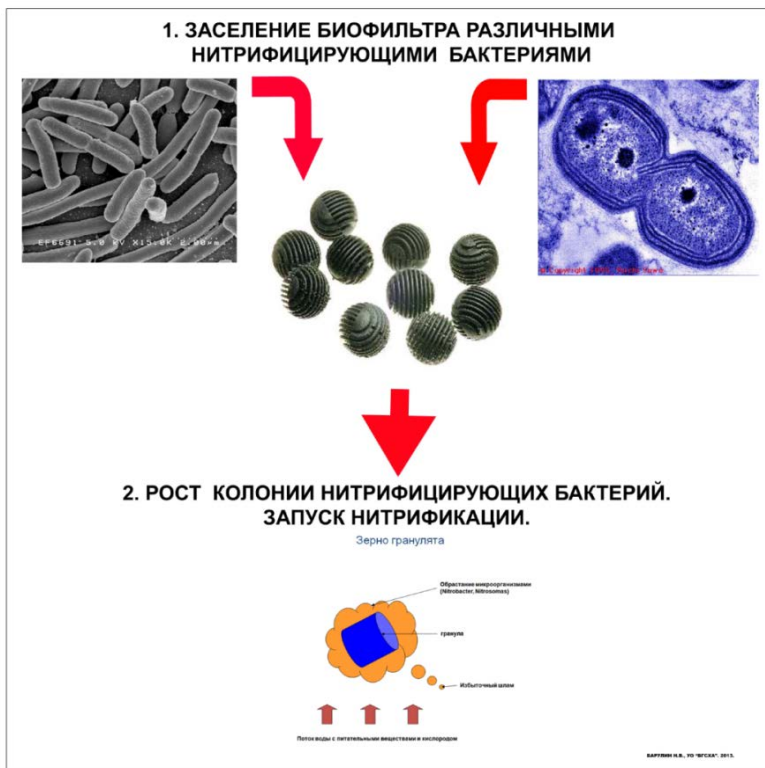 1. ЗАСЕЛЕНИЕ БИОФИЛЬТРА РАЗЛИЧНЫМИ
НИТРИФИЦИРУЮЩИМИ БАКТЕРИЯМИ
2. РОСТ КОЛОНИИ НИТРИФИЦИРУЮЩИХ БАКТЕРИЙ.
ЗАПУСК НИТРИФИКАЦИИ.
Зерно гранулята
Обрастание микроорганизмами
(Nitrobacter, Nitrosomas)
гранула
Избыточный шлам
Поток воды с питательными веществами и кислородом
БАРУЛИН Н.В., УО "БГСХА". 2013.